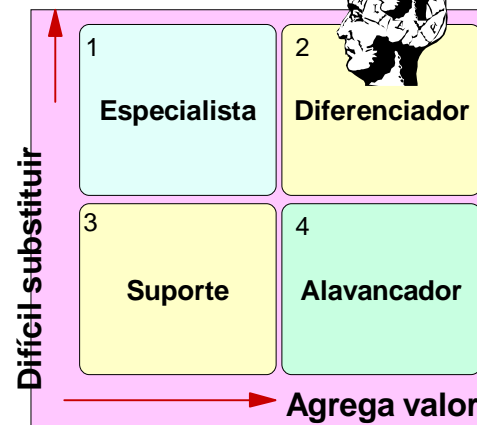 1
Especialista
2
Diferenciador
3
Suporte
4
Alavancador
Difícil substituir
Agrega valor